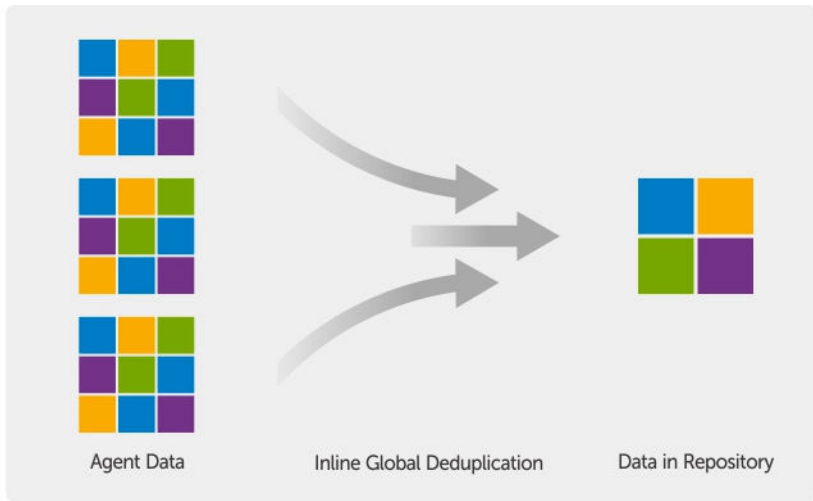 Agent Data
Inline Global Deduplication
Data in Repository